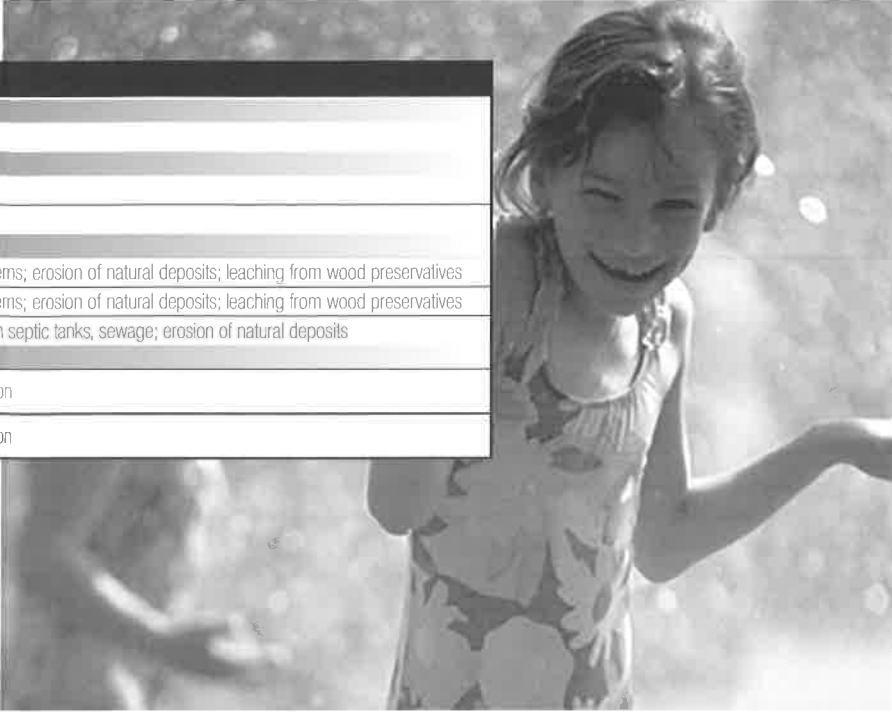 ems; erosion of natural deposits; leaching from wood preservatives
ems; erosion of natural deposits; leaching from wood preservatives
septic tanks, sewage; erosion of natural deposits
on
on